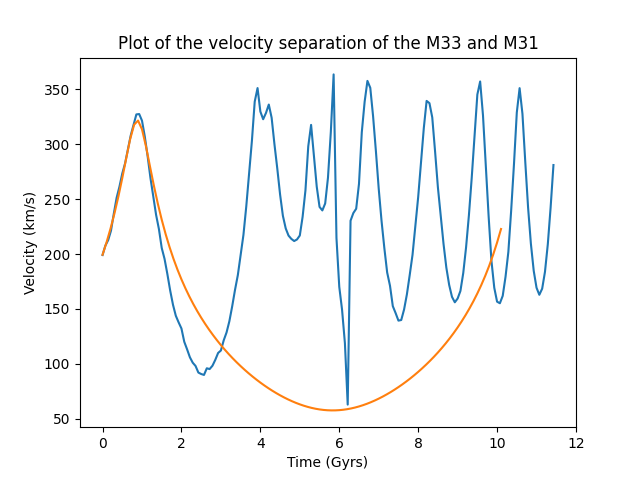 Plot of the velocity separation of the M33 and M31
350
300
250
200
150
100
50
Velocity (km/s)
0 2 4 6 8 10 12
Time (Gyrs)